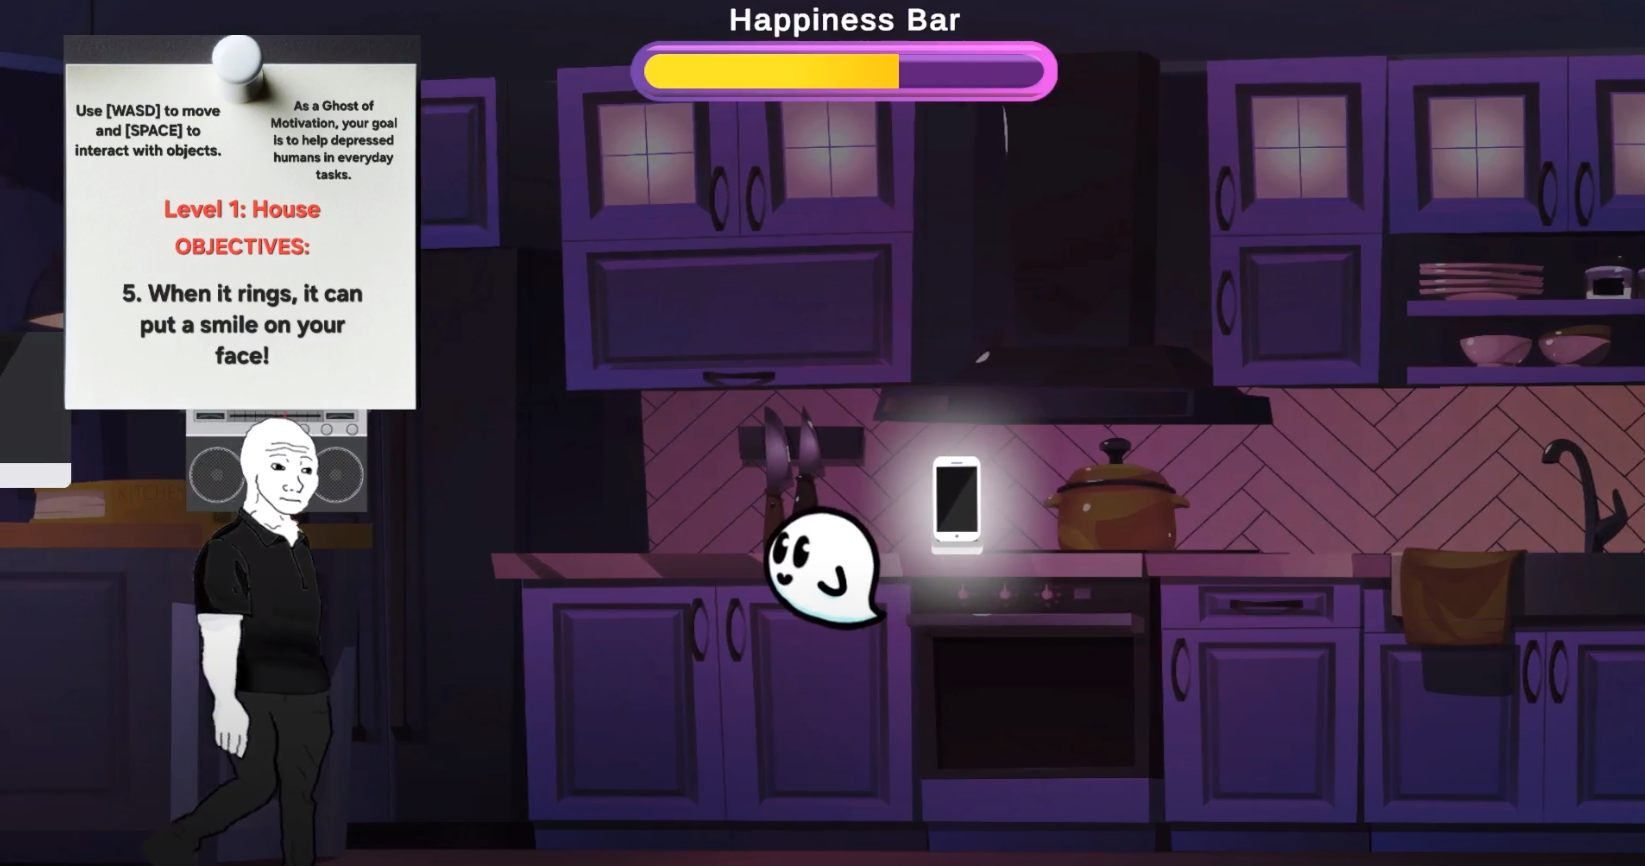 Happiness Bar
Use [WASD] to move
and [SPACE] to
interact with objects.
As a Ghost of
Motivation, your goal
is to help depressed
humans in everyday
tasks.
Level 1: House
OBJECTIVES:
5. When it rings, it can
put a smile on your
face!
KITCHEN